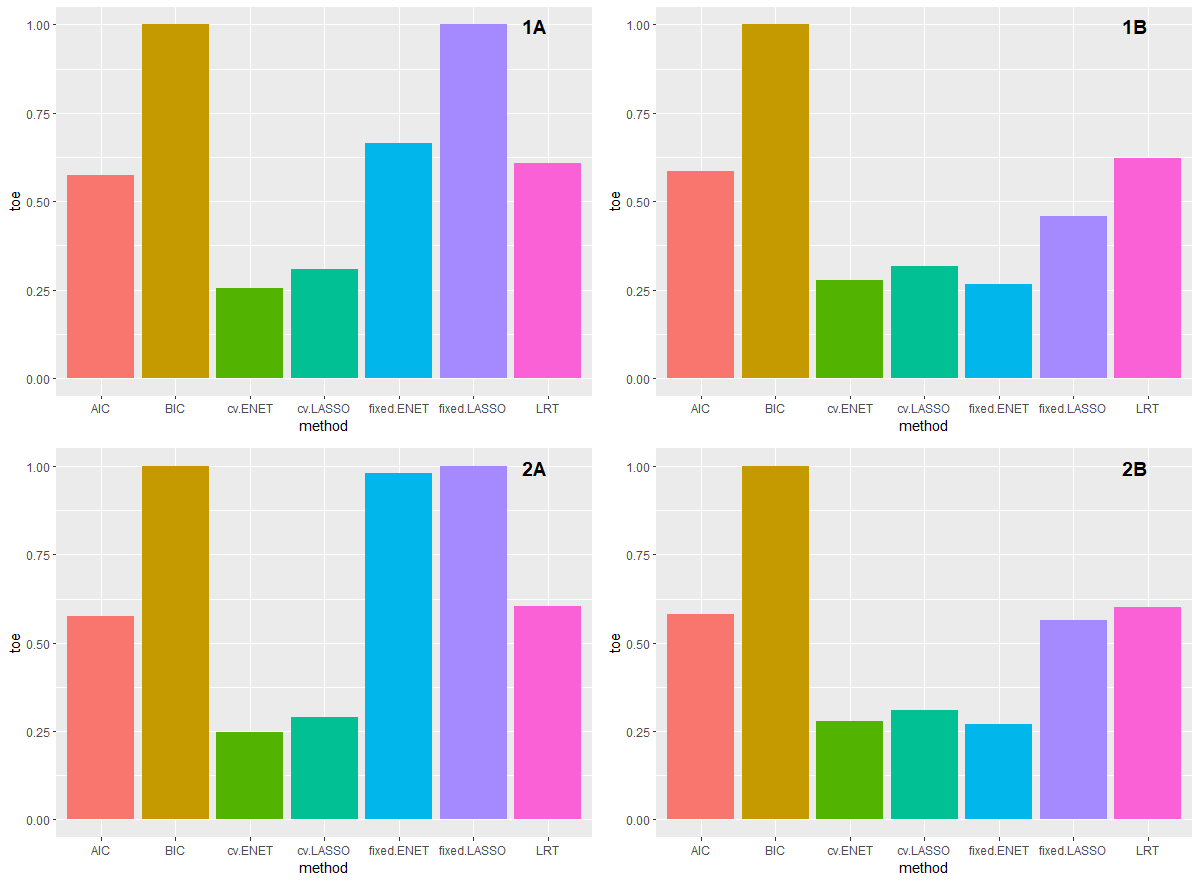 1A
toe
1.00
0.75
0.50
0.25
0.00
AIC BIC cv.ENET cv.LASSO fixed.ENET fixed.LASSO LRT
method
1B
toe
1.00
0.75
0.50
0.25
0.00
AIC BIC cv.ENET cv.LASSO fixed.ENET fixed.LASSO LRT
method
2A
toe
1.00
0.75
0.50
0.25
0.00
AIC BIC cv.ENET cv.LASSO fixed.ENET fixed.LASSO LRT
method
2B
toe
1.00
0.75
0.50
0.25
0.00
AIC BIC cv.ENET cv.LASSO fixed.ENET fixed.LASSO LRT
method